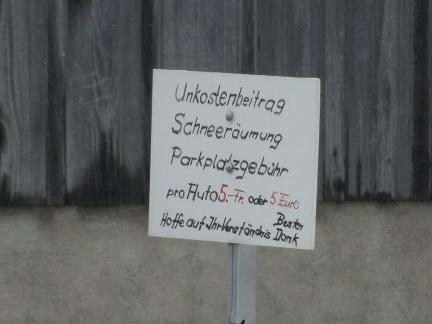 Unkostenbeitrag
Schneeräumung
Parkplatzgebühr
pro Auto 5.-Fr. oder 5 Euro
Hoffe auf Ihr Verständnis Besten Dank